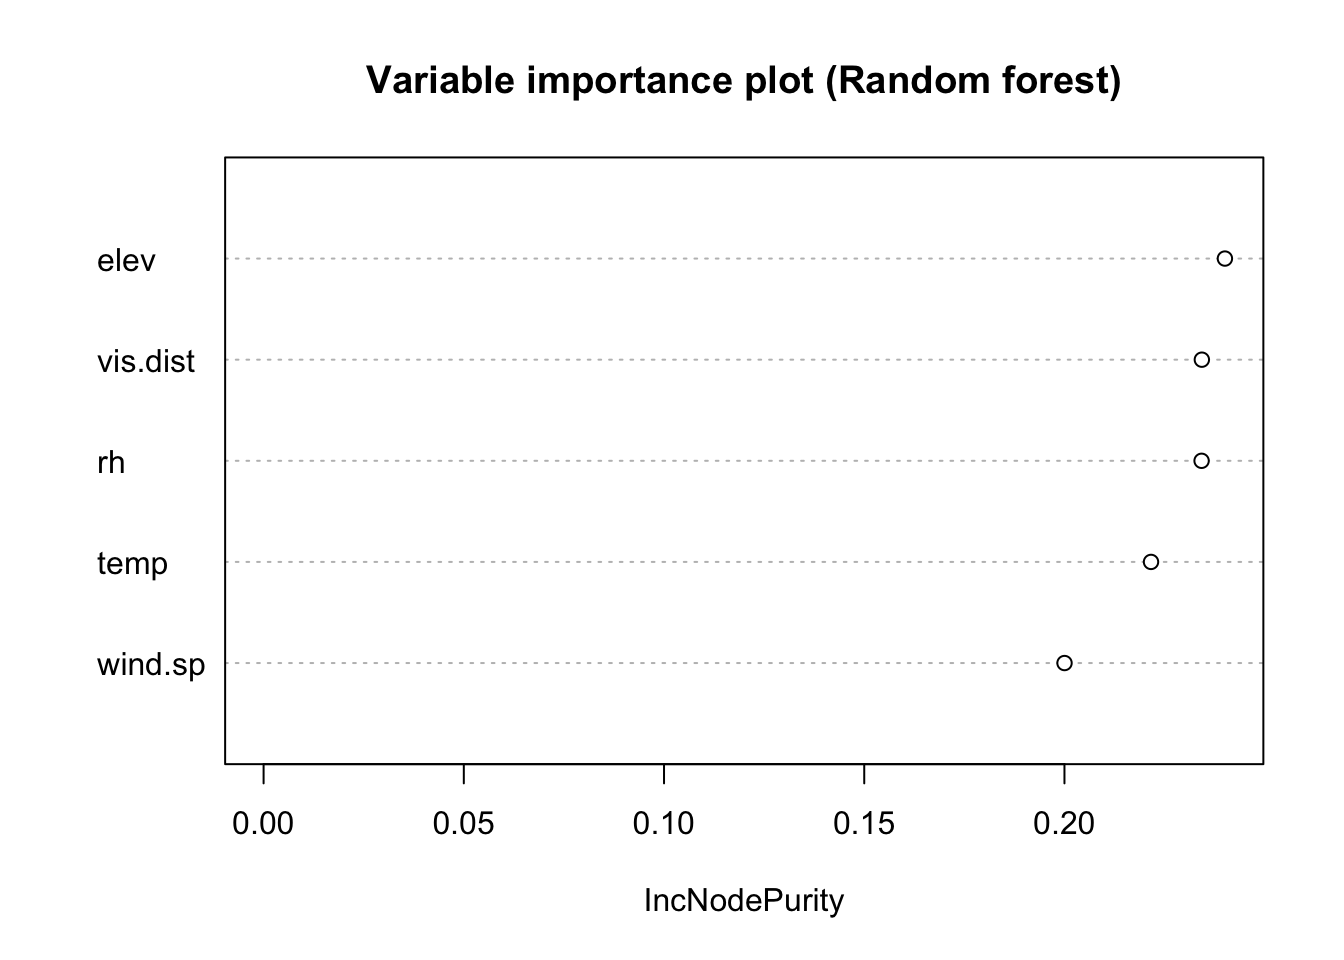 Variable importance plot (Random forest)
elev
vis.dist
rh
temp
wind.sp
0.00 0.05 0.10 0.15 0.20
IncNodePurity